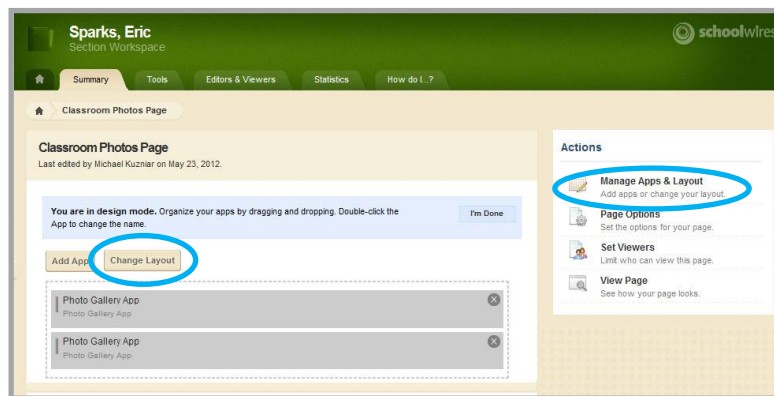 Sparks, Eric
Section Workspace
schoolwires
Summary
Tools
Editors & Viewers
Statistics
How do I...?
Classroom Photos Page
Classroom Photos Page
Last edited by Michael Kuzniar on May 23, 2012.
You are in design mode. Organize your apps by dragging and dropping. Double-click the
App to change the name.
I'm Done
Add App
Change Layout
Photo Gallery App
Photo Gallery App
Photo Gallery App
Photo Gallery App
Actions
Manage Apps & Layout
Add apps or change your layout.
Page Options
Set the options for your page.
Set Viewers
Limit who can view this page.
View Page
See how your page looks.